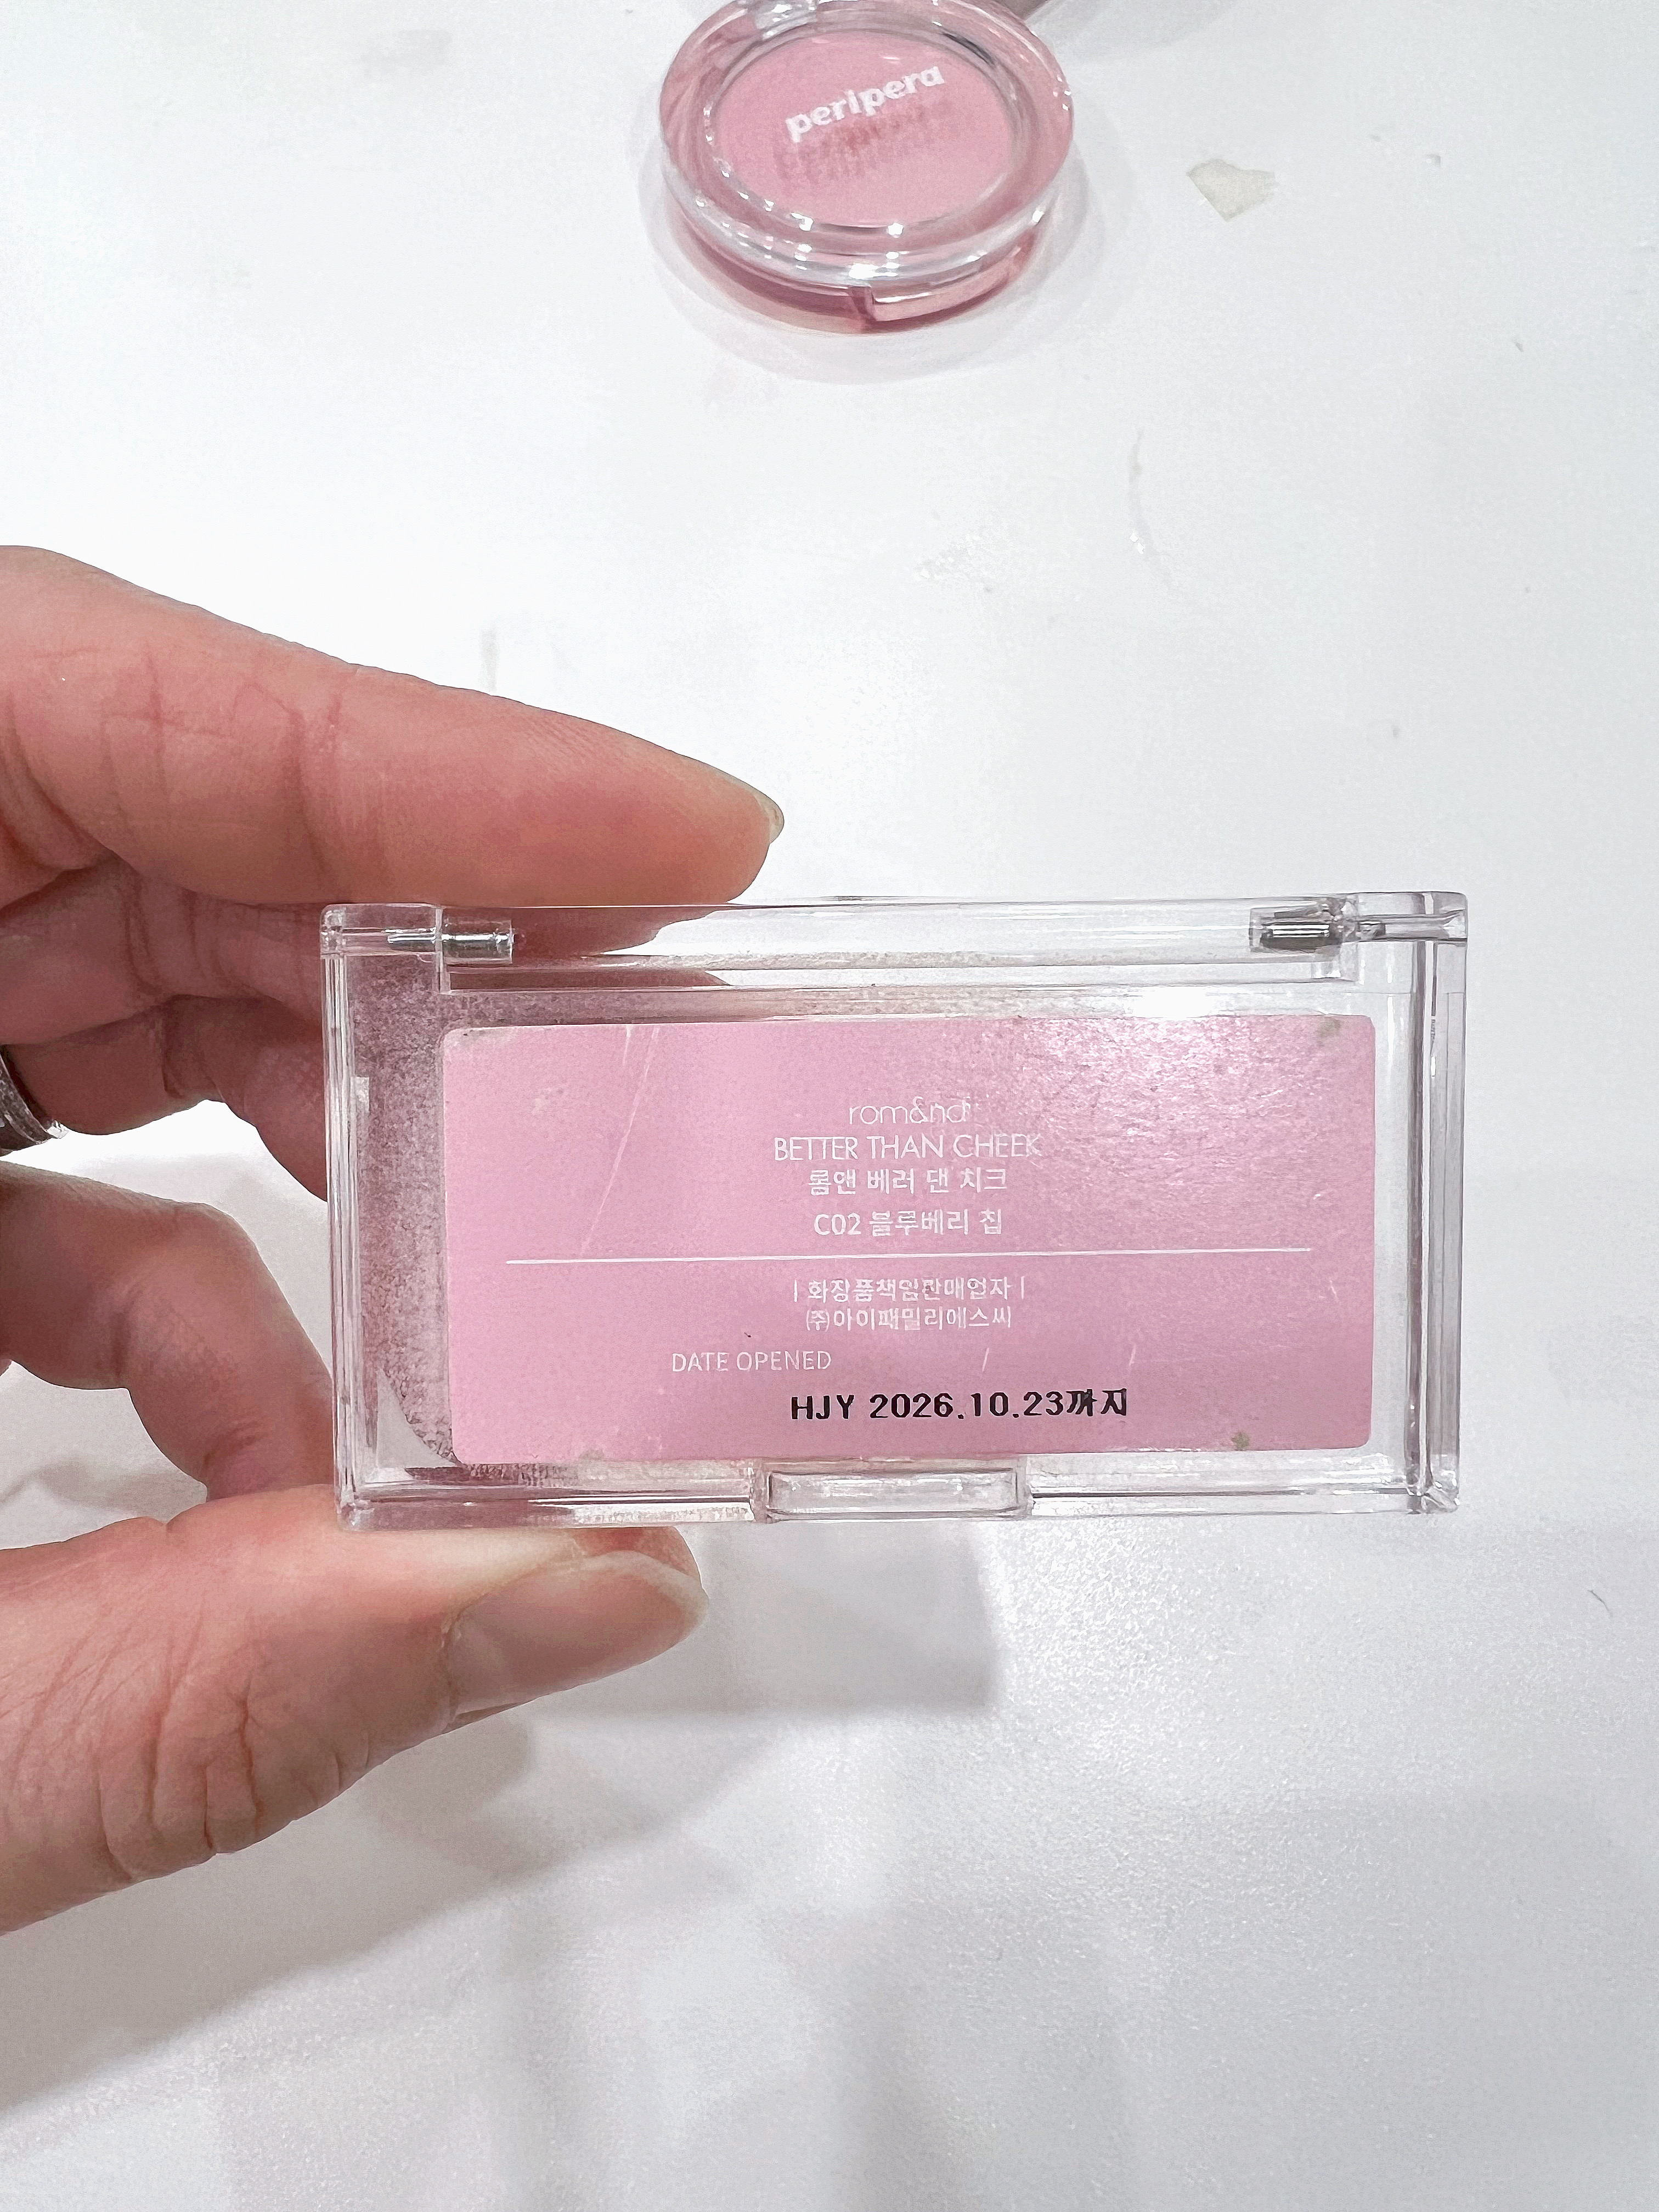 peripera
rom&nd
BETTER THAN CHEEK
롬앤 베러 댄 치크
C02 블루베리 칩
| 화장품책임판매업자 |
㈜아이패밀리에스씨
DATE OPENED / /
HJY 2026.10.23까지